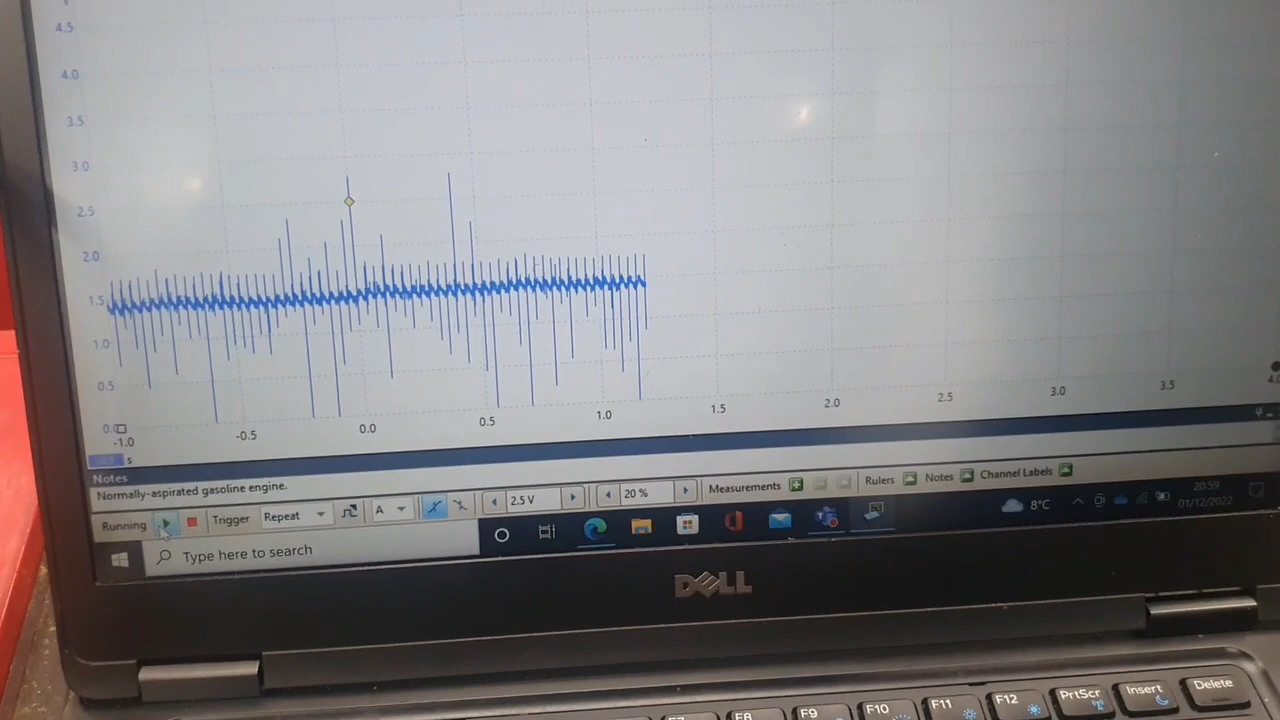 4.5
4.0
3.5
3.0
2.5
2.0
1.5
1.0
0.5
0.0
-1.0 -0.5 0.0 0.5 1.0 1.5 2.0 2.5 3.0 3.5
s
Notes
Normally-aspirated gasoline engine.
Running Trigger Repeat A 2.5 V 20 % Measurements Rulers Notes Channel Labels
Type here to search
8°C
20:59
01/12/2022
DELL
F8 F9 F10 F11 F12 PrtScr Insert Delete